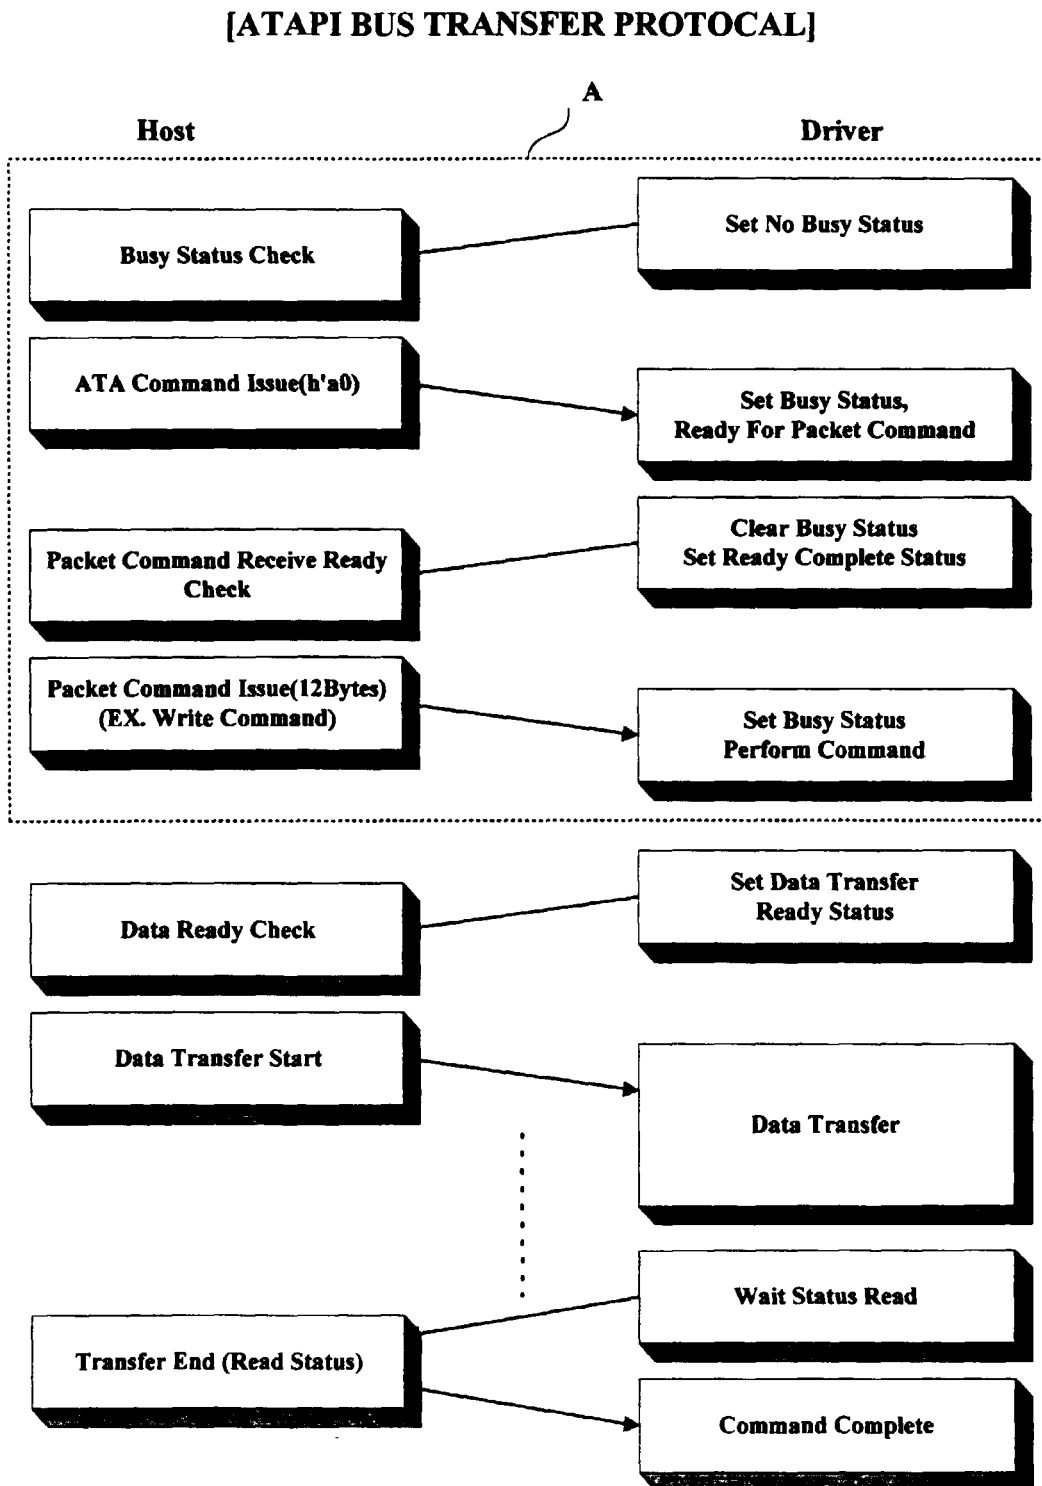 [ATAPI BUS TRANSFER PROTOCAL]
A
Host
Driver
Set No Busy Status
Busy Status Check
ATA Command Issue(h'a0)
Set Busy Status,
Ready For Packet Command
Clear Busy Status
Set Ready Complete Status
Packet Command Receive Ready
Check
Packet Command Issue(12Bytes)
(EX. Write Command)
Set Busy Status
Perform Command
Set Data Transfer
Ready Status
Data Ready Check
Data Transfer Start
Data Transfer
Wait Status Read
Transfer End (Read Status)
Command Complete